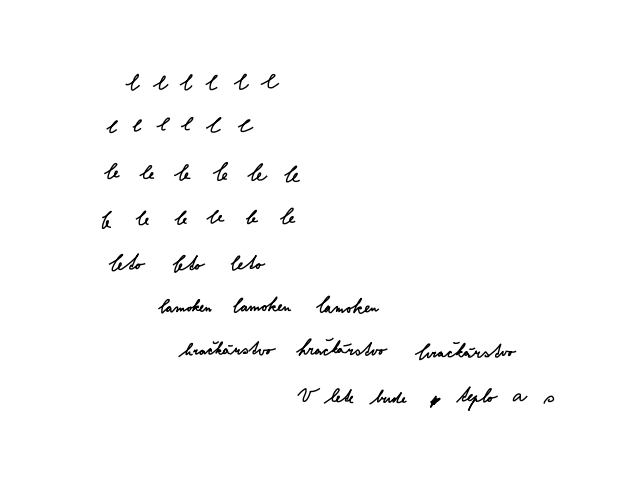 l l l l l l
l l l l l l
le le le le le le
le le le le le le
leto leto leto
lamoken lamoken lamoken
hračkárstvo hračkárstvo hračkárstvo
V lete bude teplo a